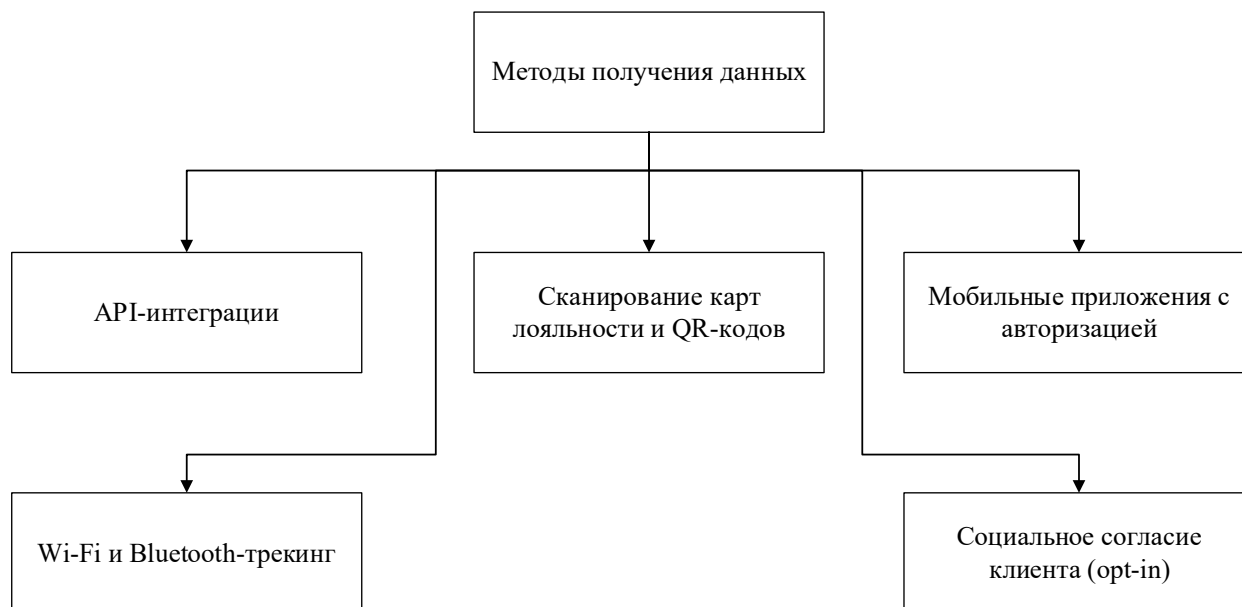 Методы получения данных
API-интеграции
Сканирование карт
лояльности и QR-кодов
Мобильные приложения с
авторизацией
Wi-Fi и Bluetooth-трекинг
Социальное согласие
клиента (opt-in)